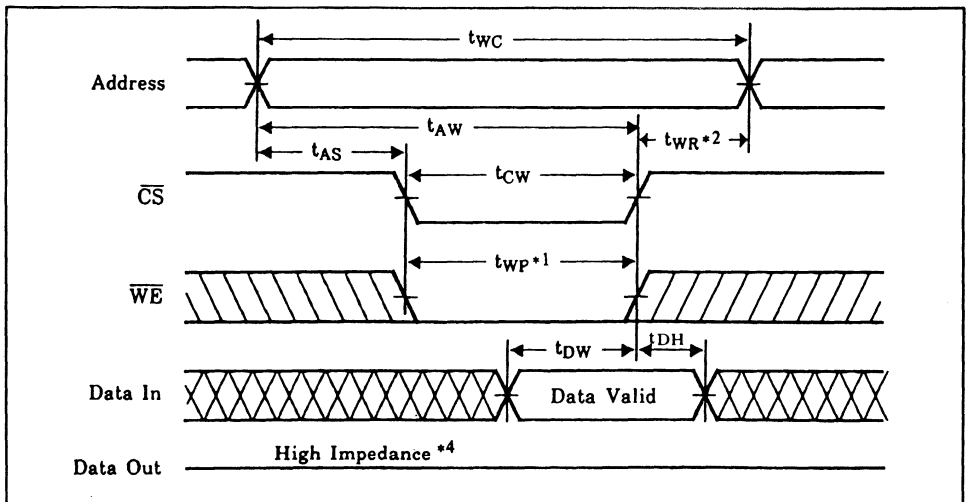 tWC
Address
tAW
tWR*2
tAS
tCW
CS
tWP*1
WE
tDW
tDH
Data In
Data Valid
High Impedance *4
Data Out